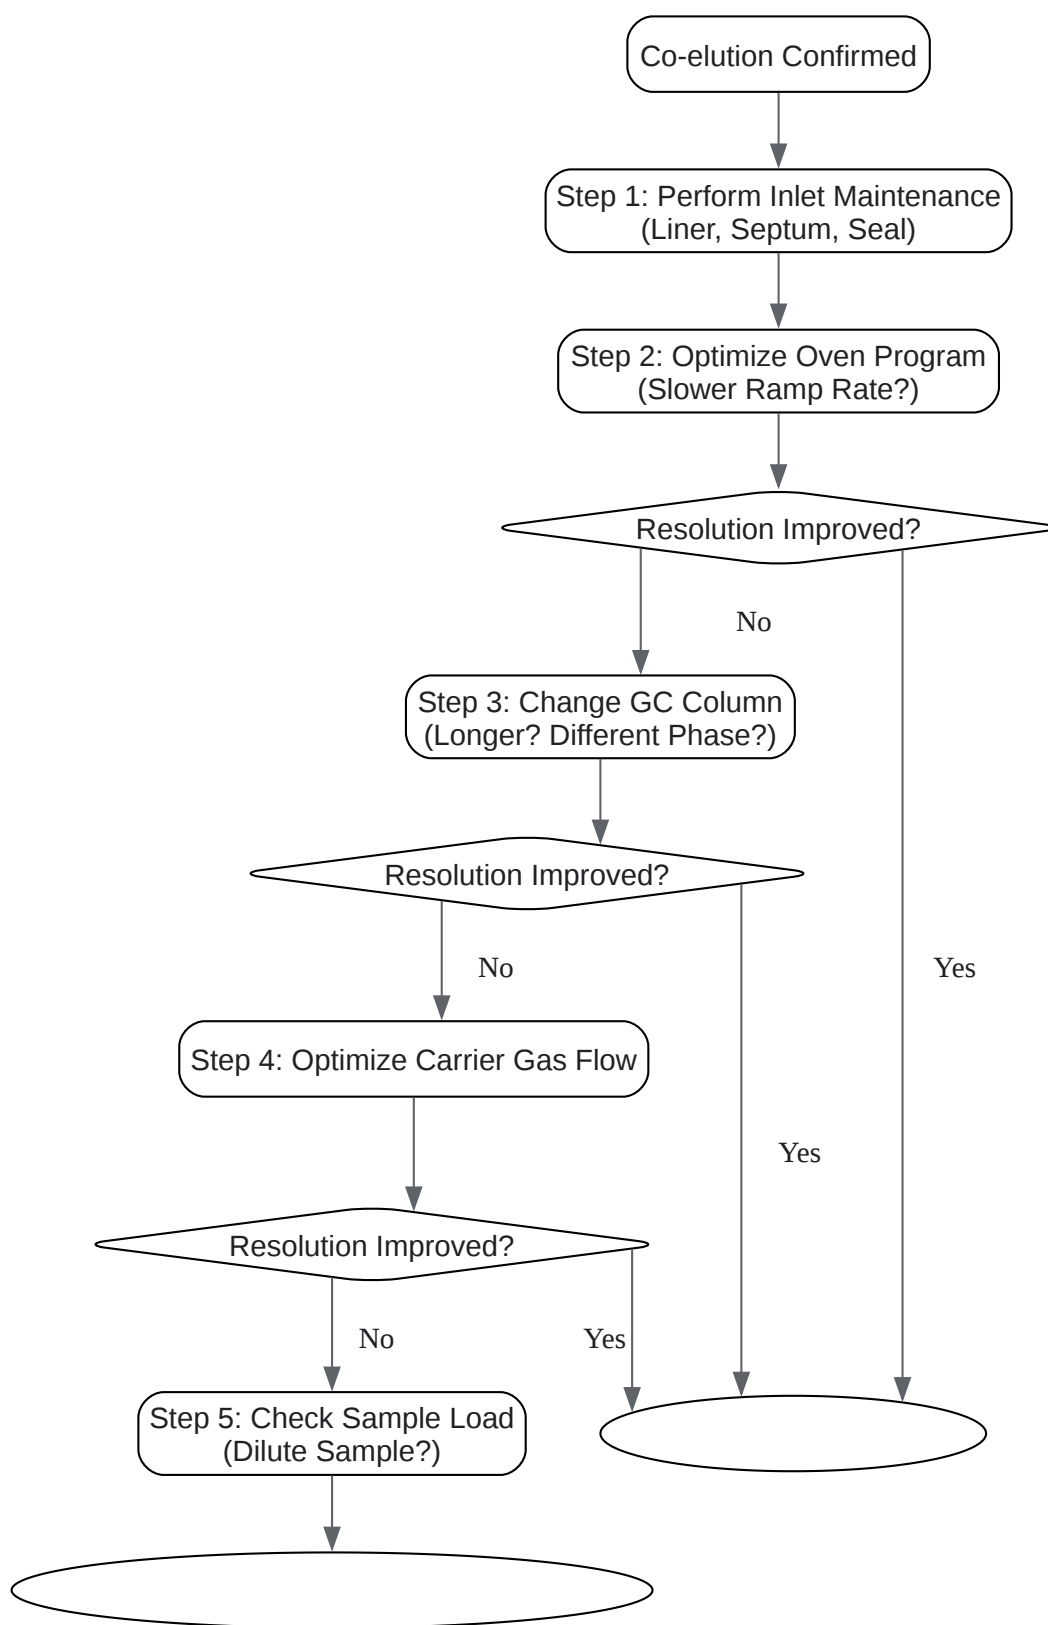 Co-elution Confirmed
Step 1: Perform Inlet Maintenance
(Liner, Septum, Seal)
Step 2: Optimize Oven Program
(Slower Ramp Rate?)
Resolution Improved?
No
Step 3: Change GC Column
(Longer? Different Phase?)
Resolution Improved?
No
Yes
Step 4: Optimize Carrier Gas Flow
Yes
Resolution Improved?
No
Yes
Step 5: Check Sample Load
(Dilute Sample?)